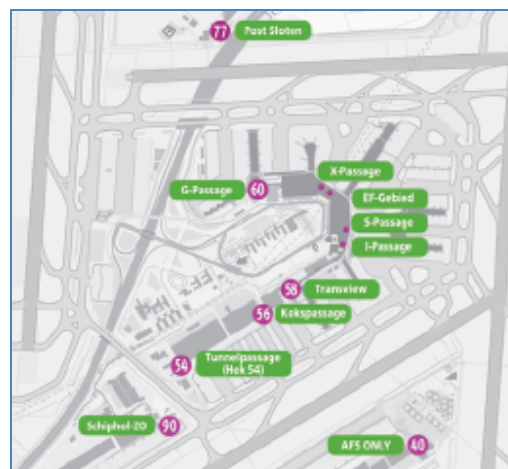 77 Post Sloten
X-Passage
G-Passage 60
EF-Gebied
S-Passage
I-Passage
58 Transview
56 Kokspassage
54 Tunnelpassage
(Hek 54)
Schiphol-ZO 90
AFS ONLY 40